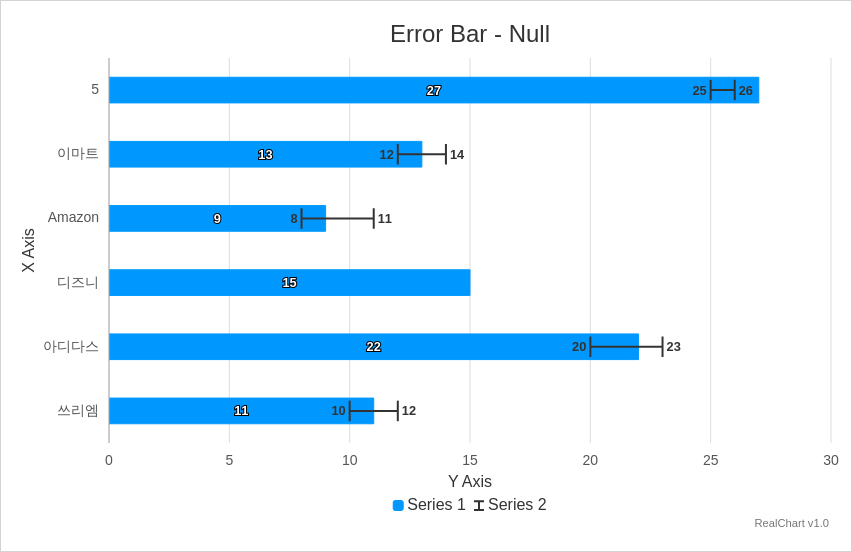 Error Bar - Null
5 27 25 26
이마트 13 12 14
Amazon 9 8 11
디즈니 15
아디다스 22 20 23
쓰리엠 11 10 12
X Axis
0 5 10 15 20 25 30
Y Axis
Series 1 Series 2
RealChart v1.0